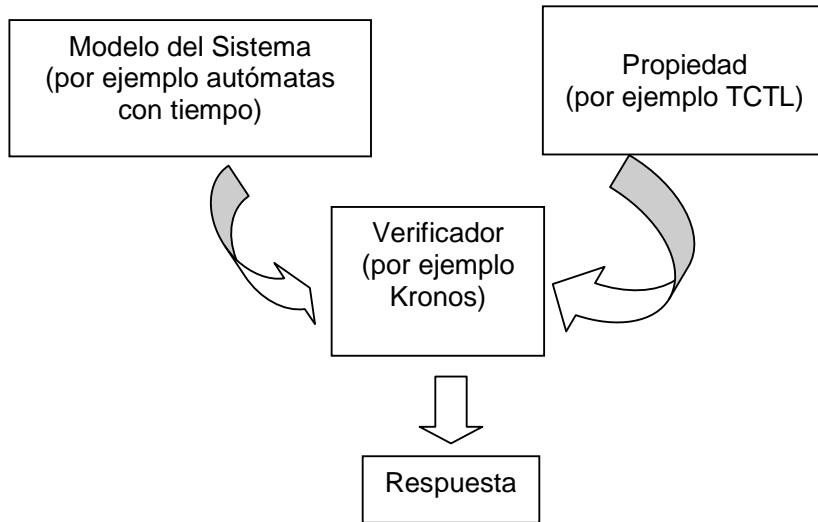 Modelo del Sistema
(por ejemplo autómatas
con tiempo)
Propiedad
(por ejemplo TCTL)
Verificador
(por ejemplo
Kronos)
Respuesta